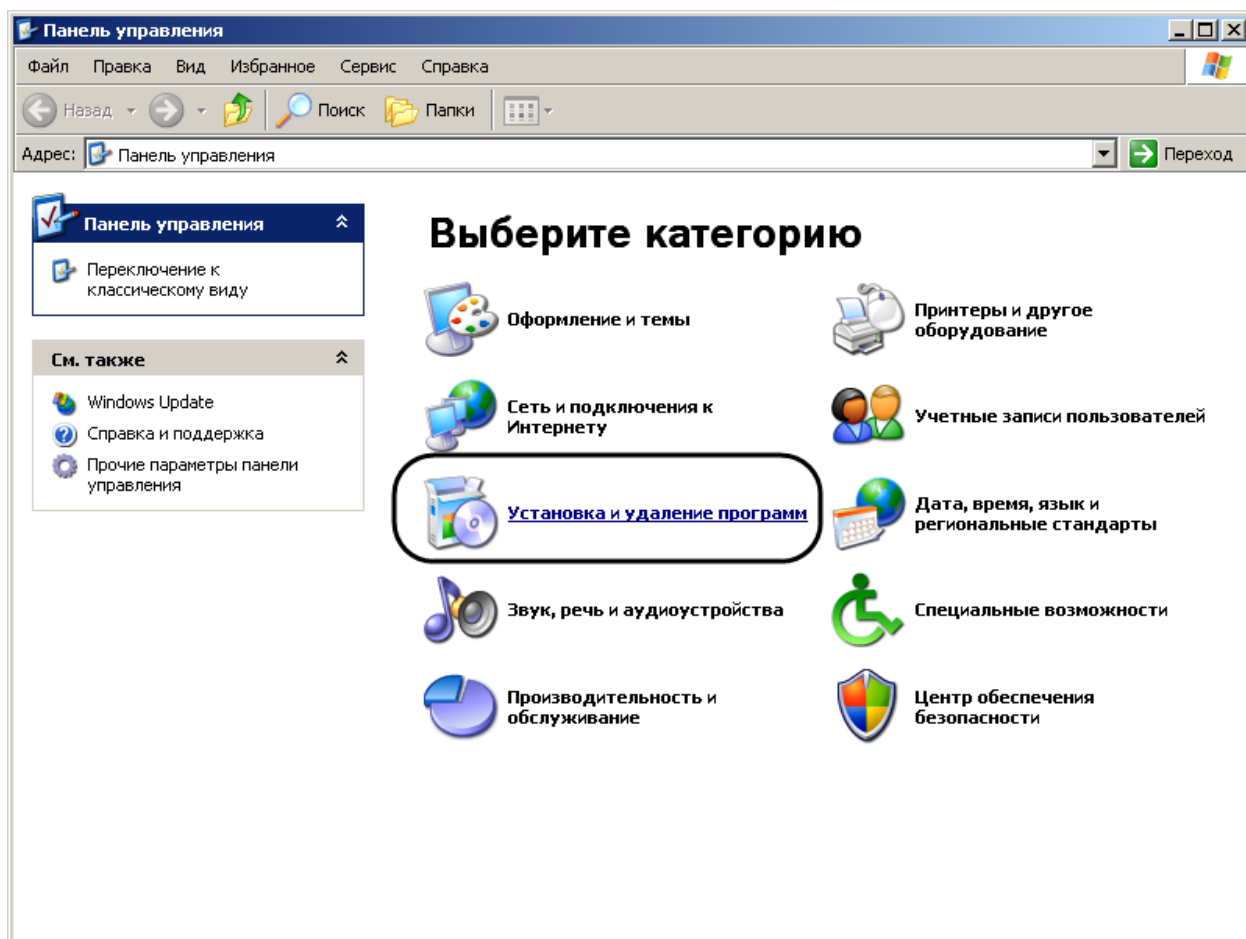 Панель управления
Файл Правка Вид Избранное Сервис Справка
Назад Поиск Папки
Адрес: Панель управления Переход
Панель управления
Переключение к
классическому виду
См. также
Windows Update
Справка и поддержка
Прочие параметры панели
управления
Выберите категорию
Оформление и темы
Принтеры и другое
оборудование
Сеть и подключения к
Интернету
Учетные записи пользователей
Установка и удаление программ
Дата, время, язык и
региональные стандарты
Звук, речь и аудиоустройства
Специальные возможности
Производительность и
обслуживание
Центр обеспечения
безопасности